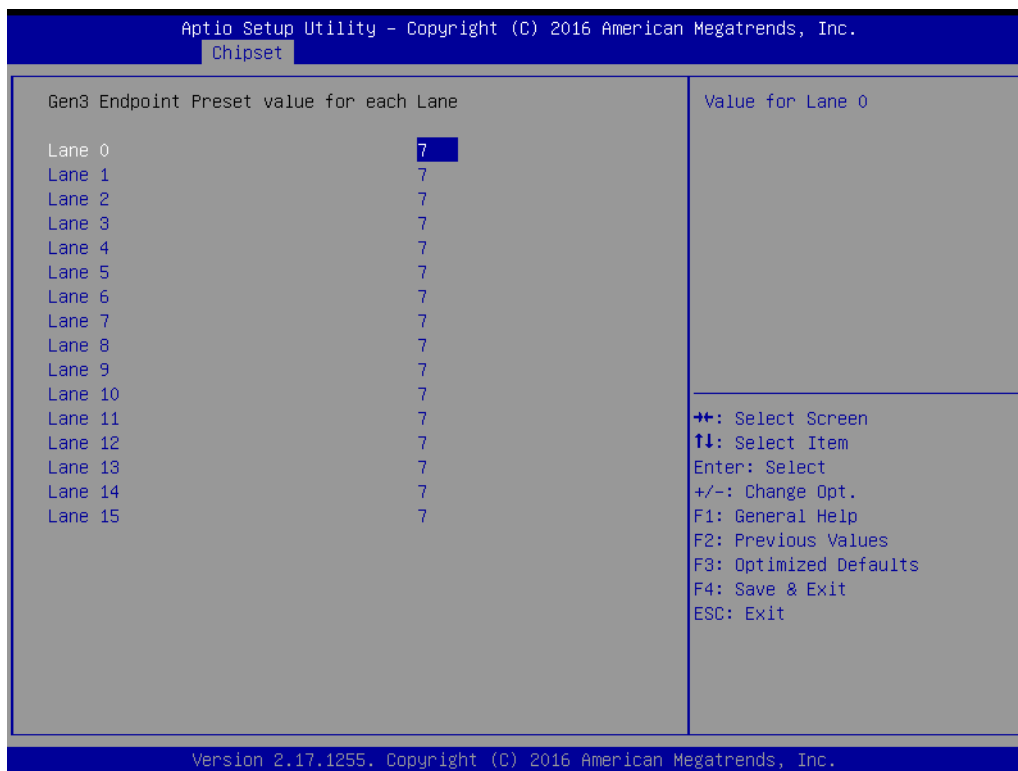 Aptio Setup Utility – Copyright (C) 2016 American Megatrends, Inc.
Chipset
Gen3 Endpoint Preset value for each Lane
Lane 0 7
Lane 1 7
Lane 2 7
Lane 3 7
Lane 4 7
Lane 5 7
Lane 6 7
Lane 7 7
Lane 8 7
Lane 9 7
Lane 10 7
Lane 11 7
Lane 12 7
Lane 13 7
Lane 14 7
Lane 15 7
Value for Lane 0
→←: Select Screen
↑↓: Select Item
Enter: Select
+/-: Change Opt.
F1: General Help
F2: Previous Values
F3: Optimized Defaults
F4: Save & Exit
ESC: Exit
Version 2.17.1255. Copyright (C) 2016 American Megatrends, Inc.